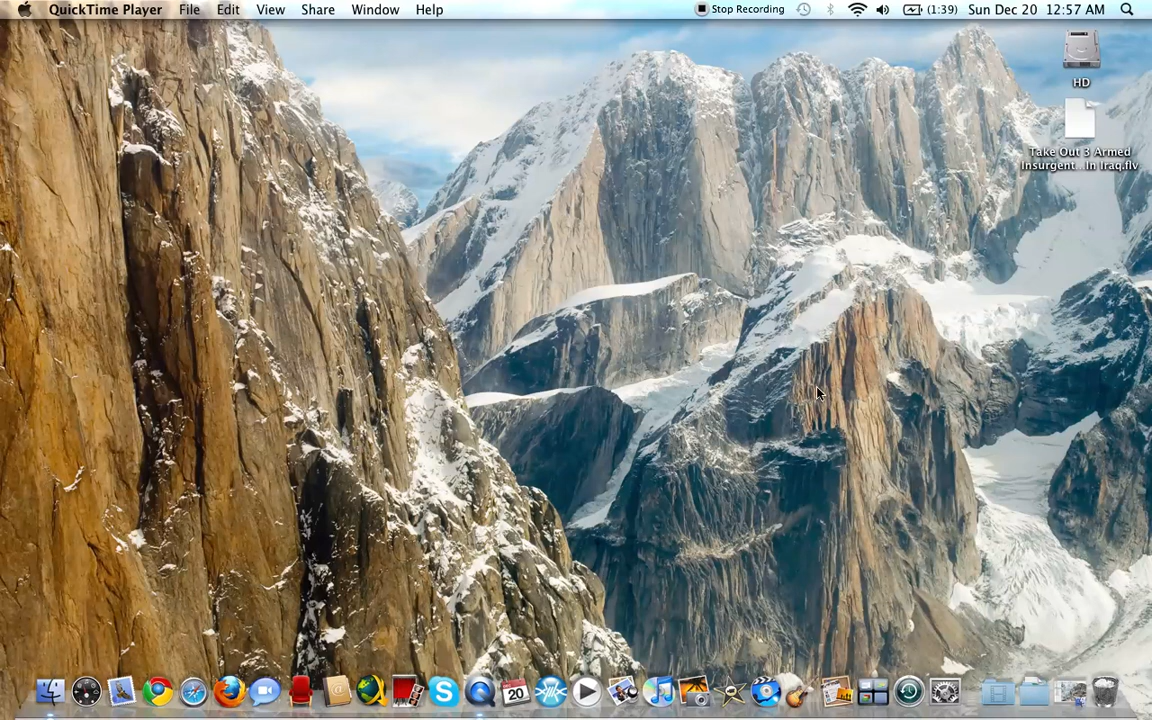 QuickTime Player File Edit View Share Window Help Stop Recording (1:39) Sun Dec 20 12:57 AM
HD
Take Out 3 Armed
Insurgent...in Iraq.flv
20